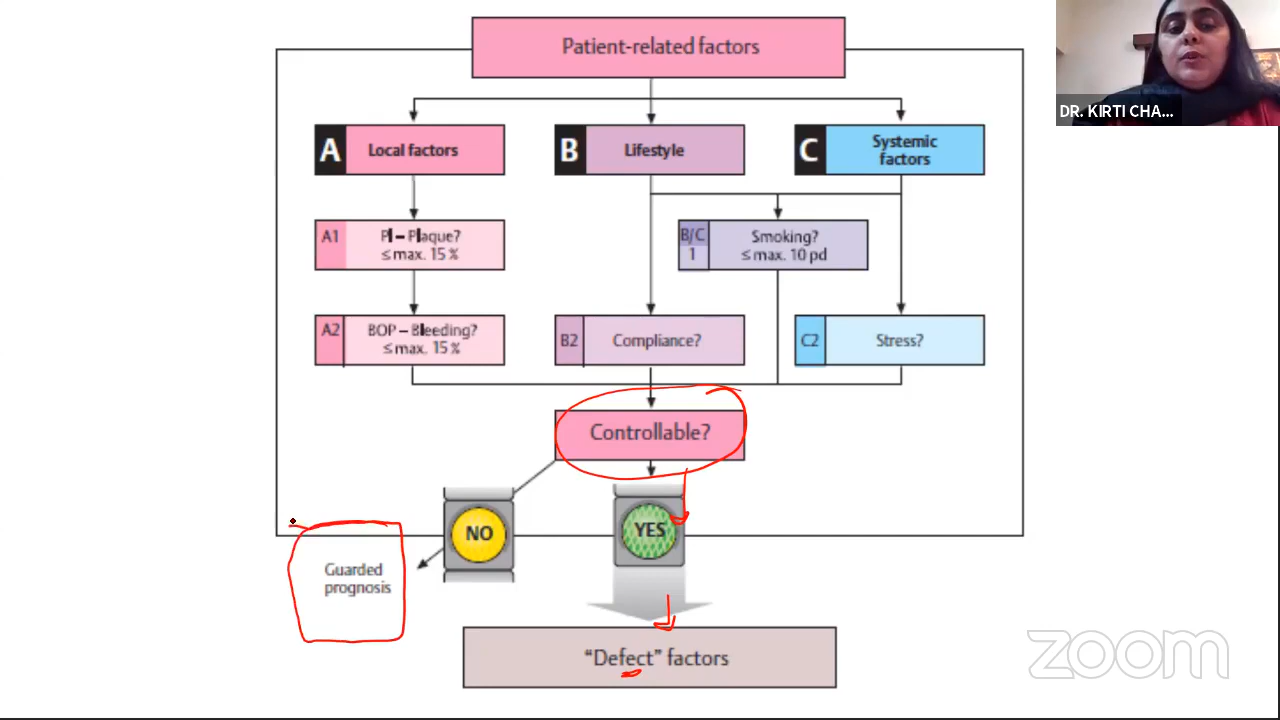 Patient-related factors
DR. KIRTI CHA...
A Local factors
B Lifestyle
C Systemic
factors
A1 PI – Plaque?
≤ max. 15 %
B/C
1
Smoking?
≤ max. 10 pd
A2 BOP – Bleeding?
≤ max. 15 %
B2 Compliance?
C2 Stress?
Controllable?
NO
YES
Guarded
prognosis
“Defect” factors
zoom